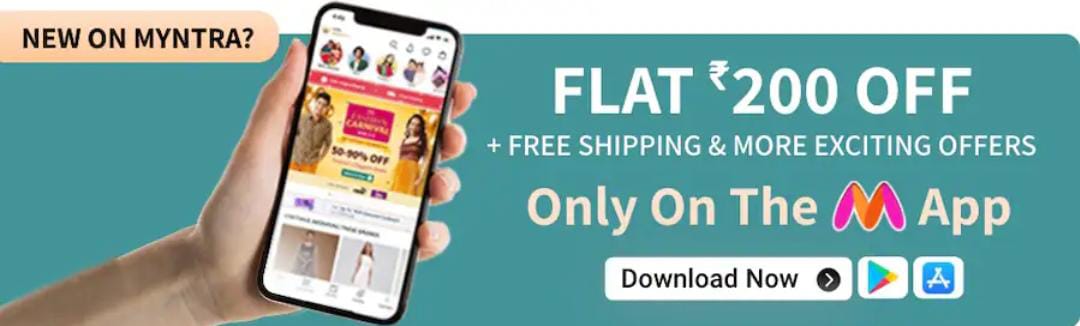 NEW ON MYNTRA?
FLAT ₹200 OFF
+ FREE SHIPPING & MORE EXCITING OFFERS
Only On The M App
Download Now
CARNIVAL
50-90% OFF